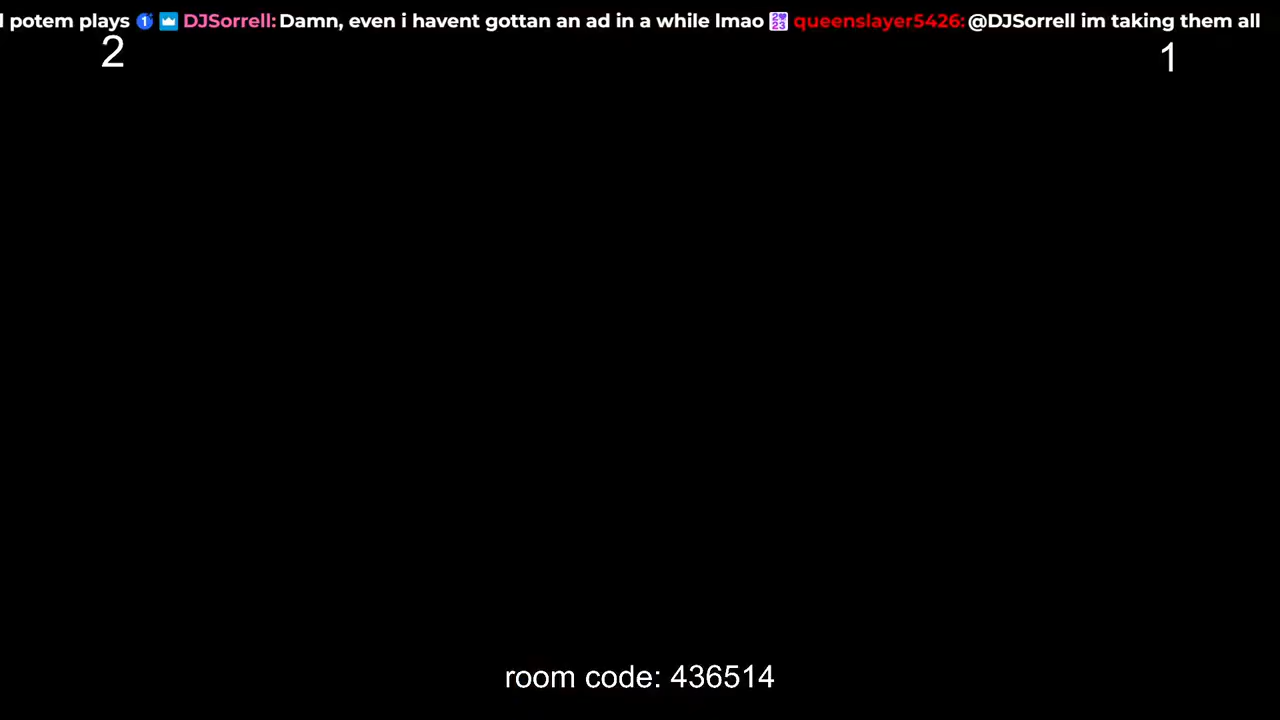 potem plays DJSorrell: Damn, even i havent gottan an ad in a while lmao queenslayer5426: @DJSorrell im taking them all
2
1
room code: 436514